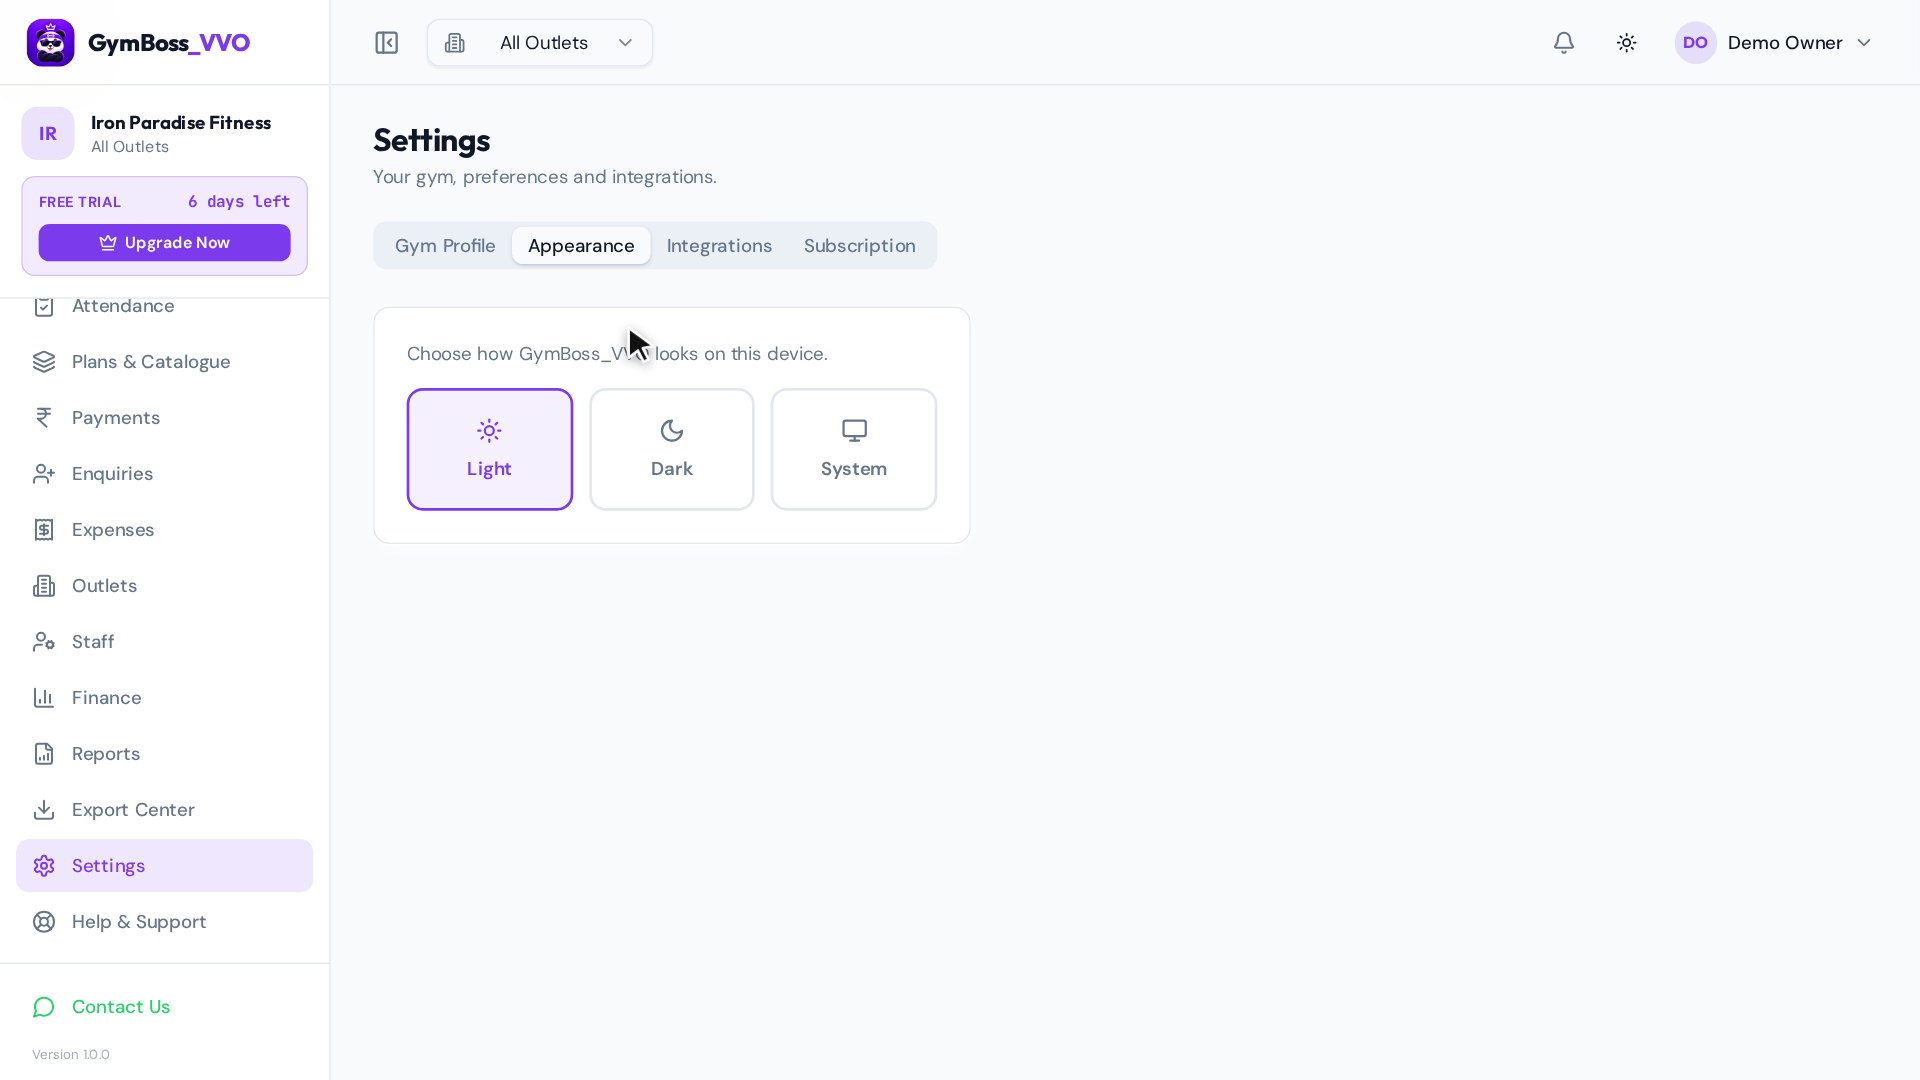 GymBoss_VVO
All Outlets
DO
Demo Owner
IR
Iron Paradise Fitness
All Outlets
FREE TRIAL
6 days left
Upgrade Now
Attendance
Plans & Catalogue
Payments
Enquiries
Expenses
Outlets
Staff
Finance
Reports
Export Center
Settings
Help & Support
Contact Us
Version 1.0.0
Settings
Your gym, preferences and integrations.
Gym Profile
Appearance
Integrations
Subscription
Choose how GymBoss_VVO looks on this device.
Light
Dark
System